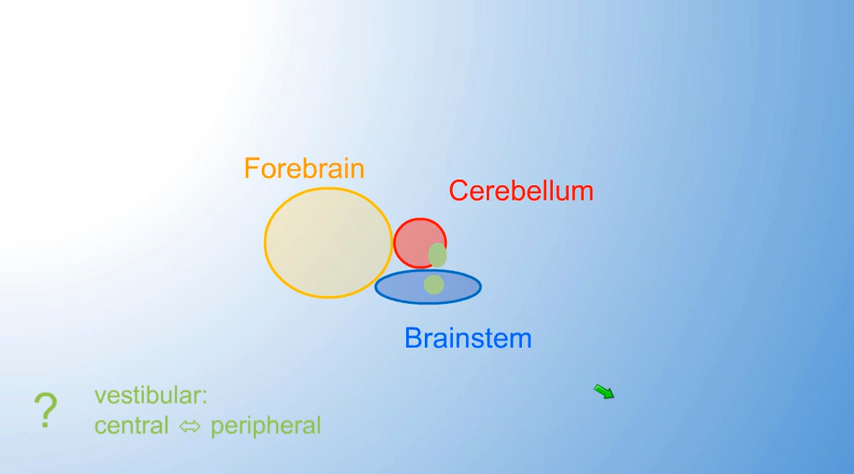 Forebrain
Cerebellum
Brainstem
?
vestibular:
central ⇔ peripheral